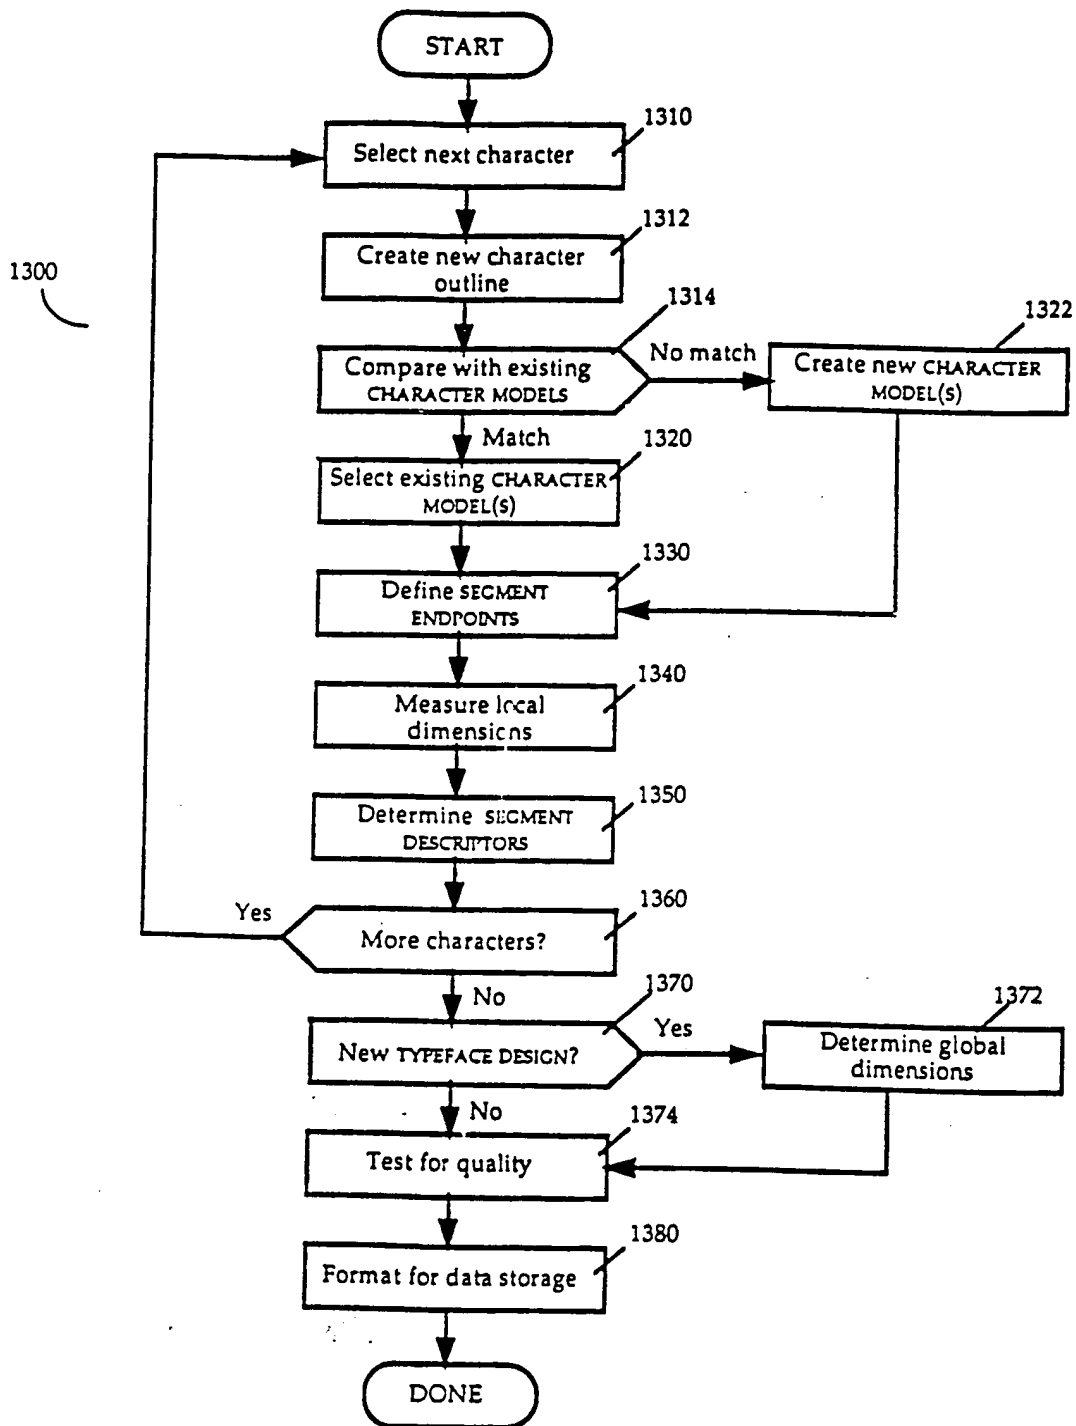 START
1310
Select next character
1312
Create new character
outline
1300
1314
1322
Compare with existing
CHARACTER MODELS
No match
Create new CHARACTER
MODEL(S)
Match
1320
Select existing CHARACTER
MODEL(S)
1330
Define SEGMENT
ENDPOINTS
1340
Measure local
dimensions
1350
Determine SEGMENT
DESCRIPTORS
Yes
1360
More characters?
No
1370
1372
New TYPEFACE DESIGN?
Yes
Determine global
dimensions
No
1374
Test for quality
1380
Format for data storage
DONE